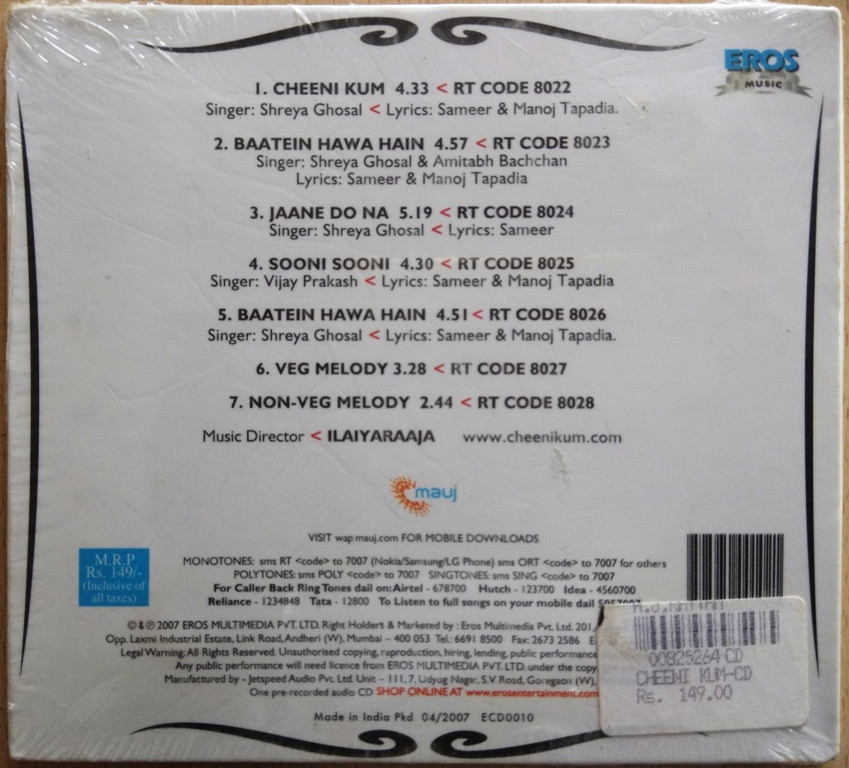 EROS
MUSIC
1. CHEENI KUM 4.33 < RT CODE 8022
Singer: Shreya Ghosal < Lyrics: Sameer & Manoj Tapadia.
2. BAATEIN HAWA HAIN 4.57 < RT CODE 8023
Singer: Shreya Ghosal & Amitabh Bachchan
Lyrics: Sameer & Manoj Tapadia
3. JAANE DO NA 5.19 < RT CODE 8024
Singer: Shreya Ghosal < Lyrics: Sameer
4. SOONI SOONI 4.30 < RT CODE 8025
Singer: Vijay Prakash < Lyrics: Sameer & Manoj Tapadia
5. BAATEIN HAWA HAIN 4.51 < RT CODE 8026
Singer: Shreya Ghosal < Lyrics: Sameer & Manoj Tapadia.
6. VEG MELODY 3.28 < RT CODE 8027
7. NON-VEG MELODY 2.44 < RT CODE 8028
Music Director < ILAIYARAAJA www.cheenikum.com
mauj
VISIT wap.mauj.com FOR MOBILE DOWNLOADS
M.R.P
Rs. 149/-
(Inclusive of
all taxes)
MONOTONES: sms RT <code> to 7007 (Nokia/Samsung/LG Phone) sms ORT <code> to 7007 for others
POLYTONES: sms POLY <code> to 7007 SINGTONES: sms SING <code> to 7007
For Caller Back Ring Tones dail on: Airtel - 678700 Hutch - 123700 Idea - 4560700
Reliance - 1234848 Tata - 12800 To Listen to full songs on your mobile dail
© & ℗ 2007 EROS MULTIMEDIA PVT. LTD. Right Holdert & Marketed by : Eros Multimedia Pvt. Ltd. 201,
Opp. Laxmi Industrial Estate, Link Road, Andheri (W), Mumbai - 400 053 Tel.: 6691 8500 Fax: 2673 2586 E
Legal Warning: All Rights Reserved. Unauthorised copying, reproduction, hiring, lending, public performance
Any public performance will need licence from EROS MULTIMEDIA PVT. LTD. under the copy
Manufactured by - Jetspeed Audio Pvt. Ltd. Unit - 111, 7, Udyog Nagar, S.V. Road, Goregaon (W),
One pre-recorded audio CD SHOP ONLINE AT www.erosentertainment.com
Made in India Pkd. 04/2007 ECD0010
00825264 CD
CHEENI KUM-CD
Rs. 149.00